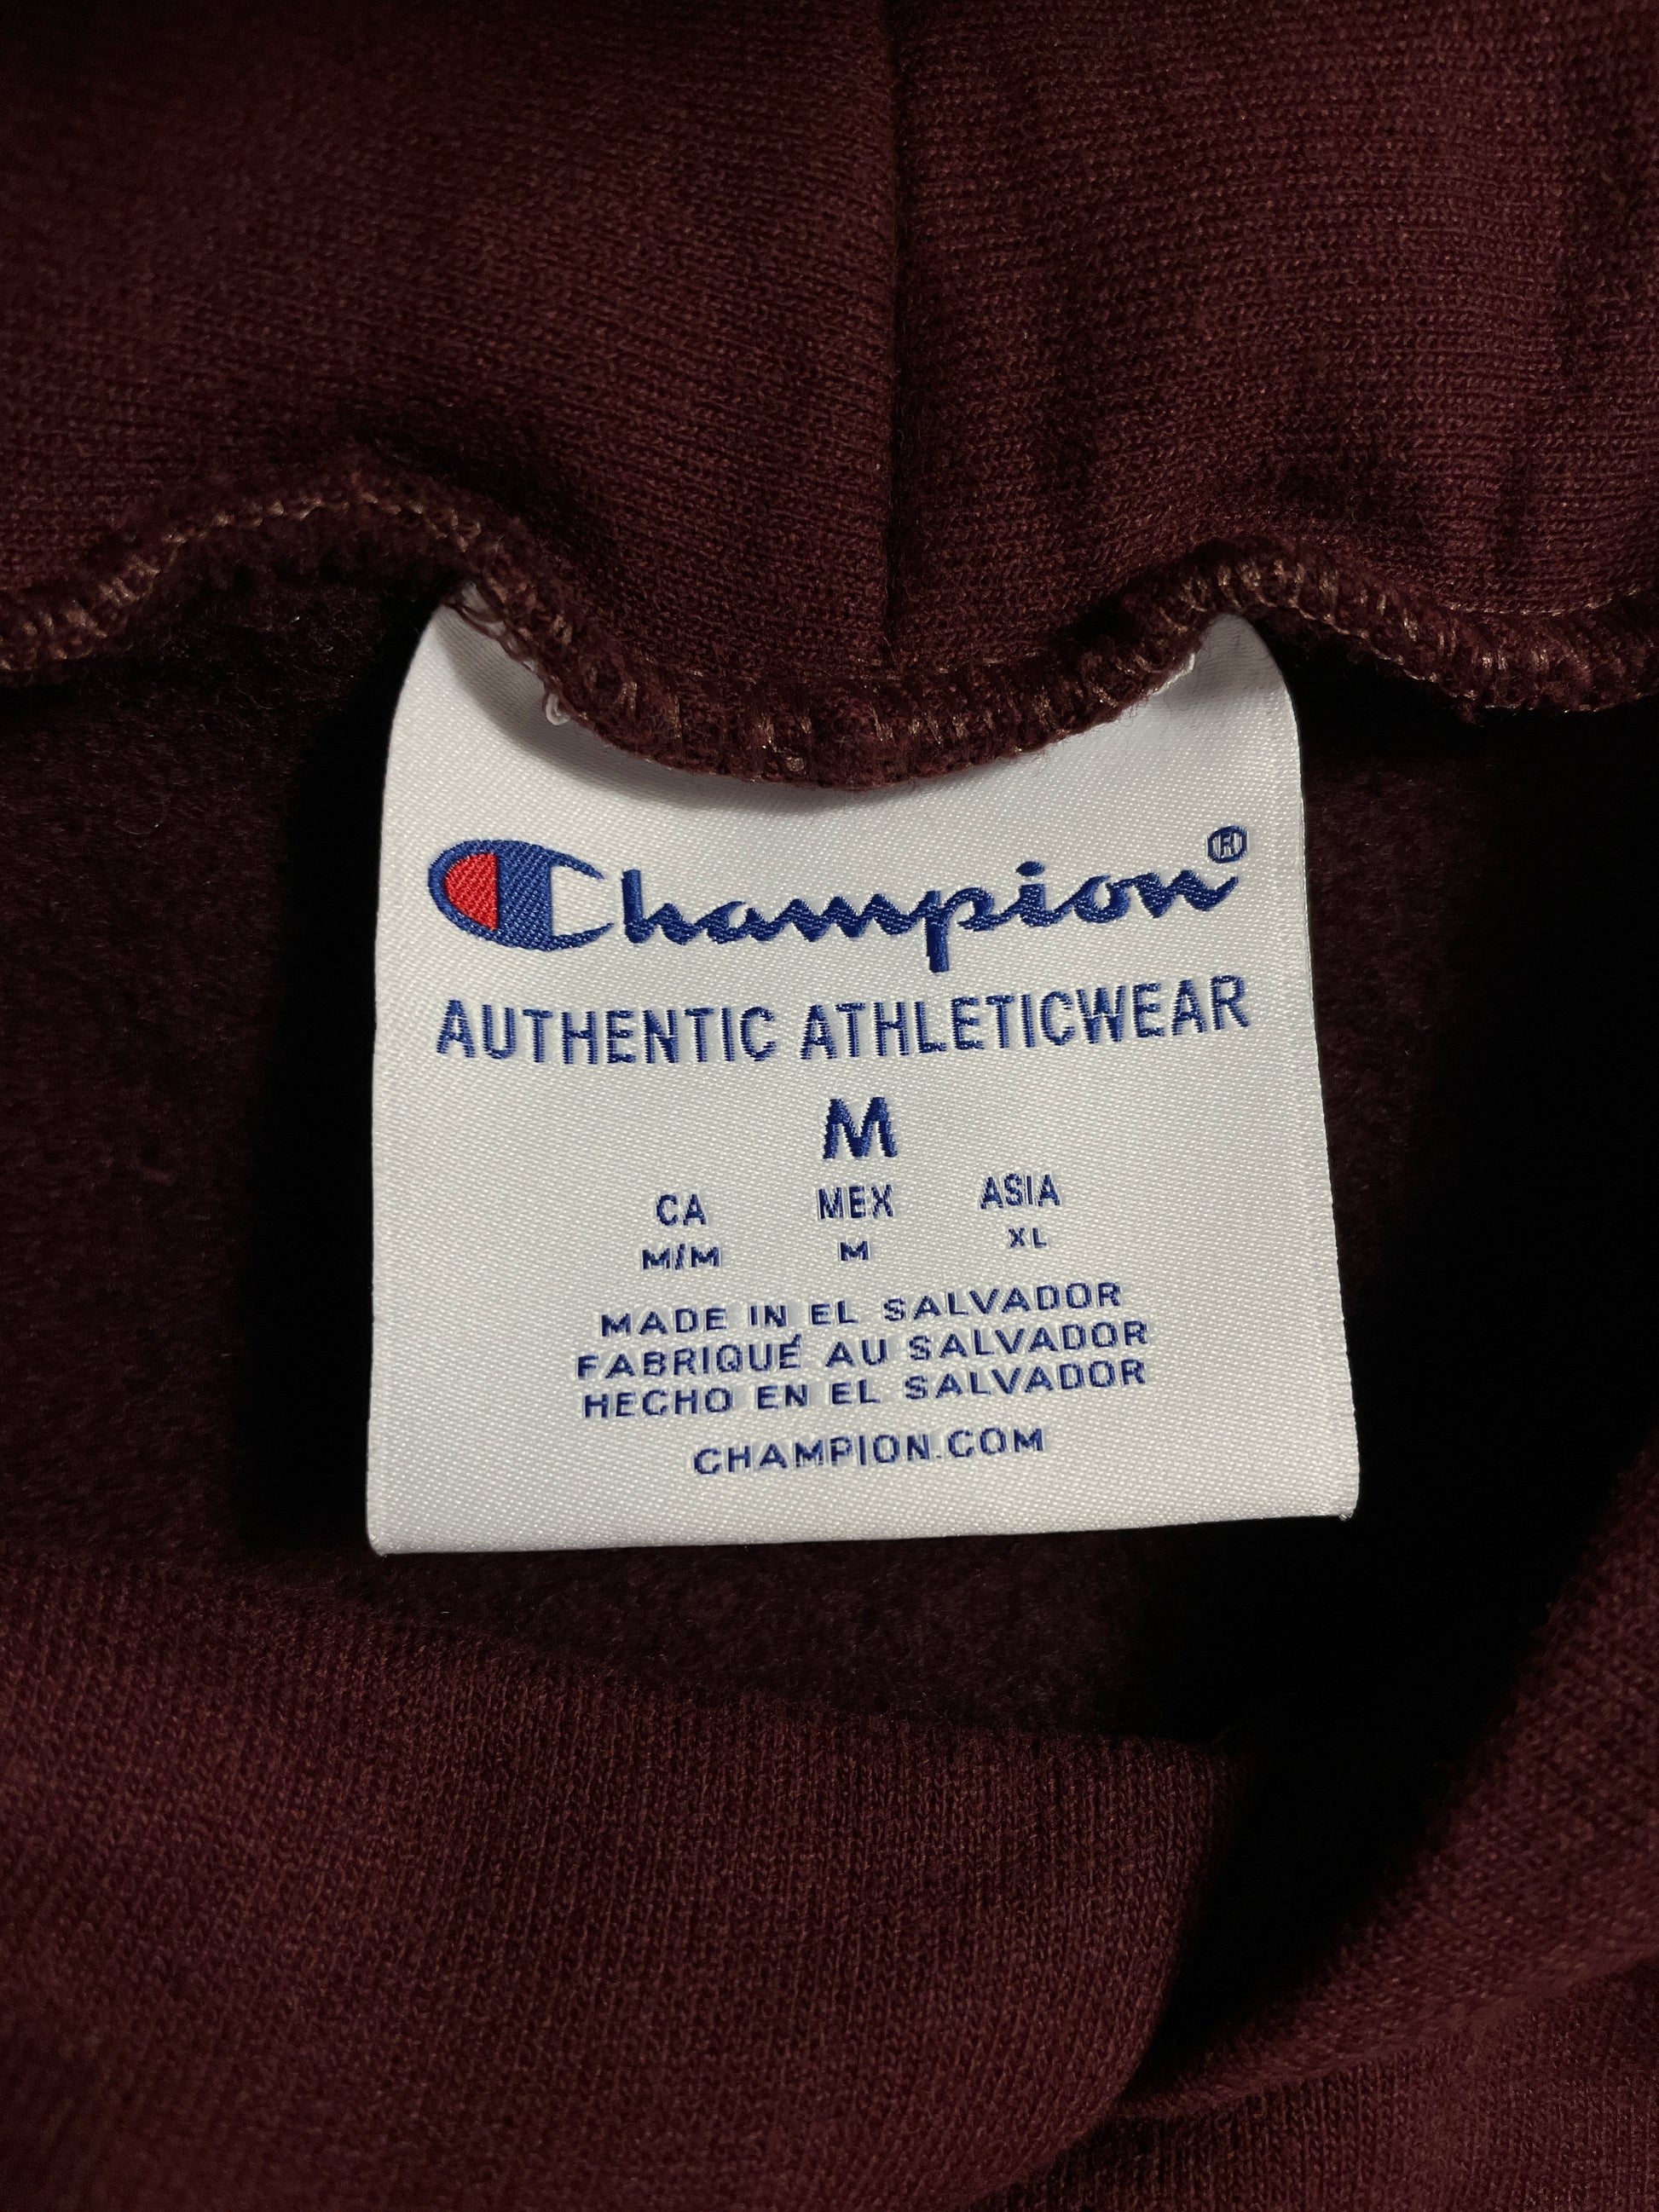 Champion®
AUTHENTIC ATHLETICWEAR
M
CA MEX ASIA
M/M M XL
MADE IN EL SALVADOR
FABRIQUÉ AU SALVADOR
HECHO EN EL SALVADOR
CHAMPION.COM